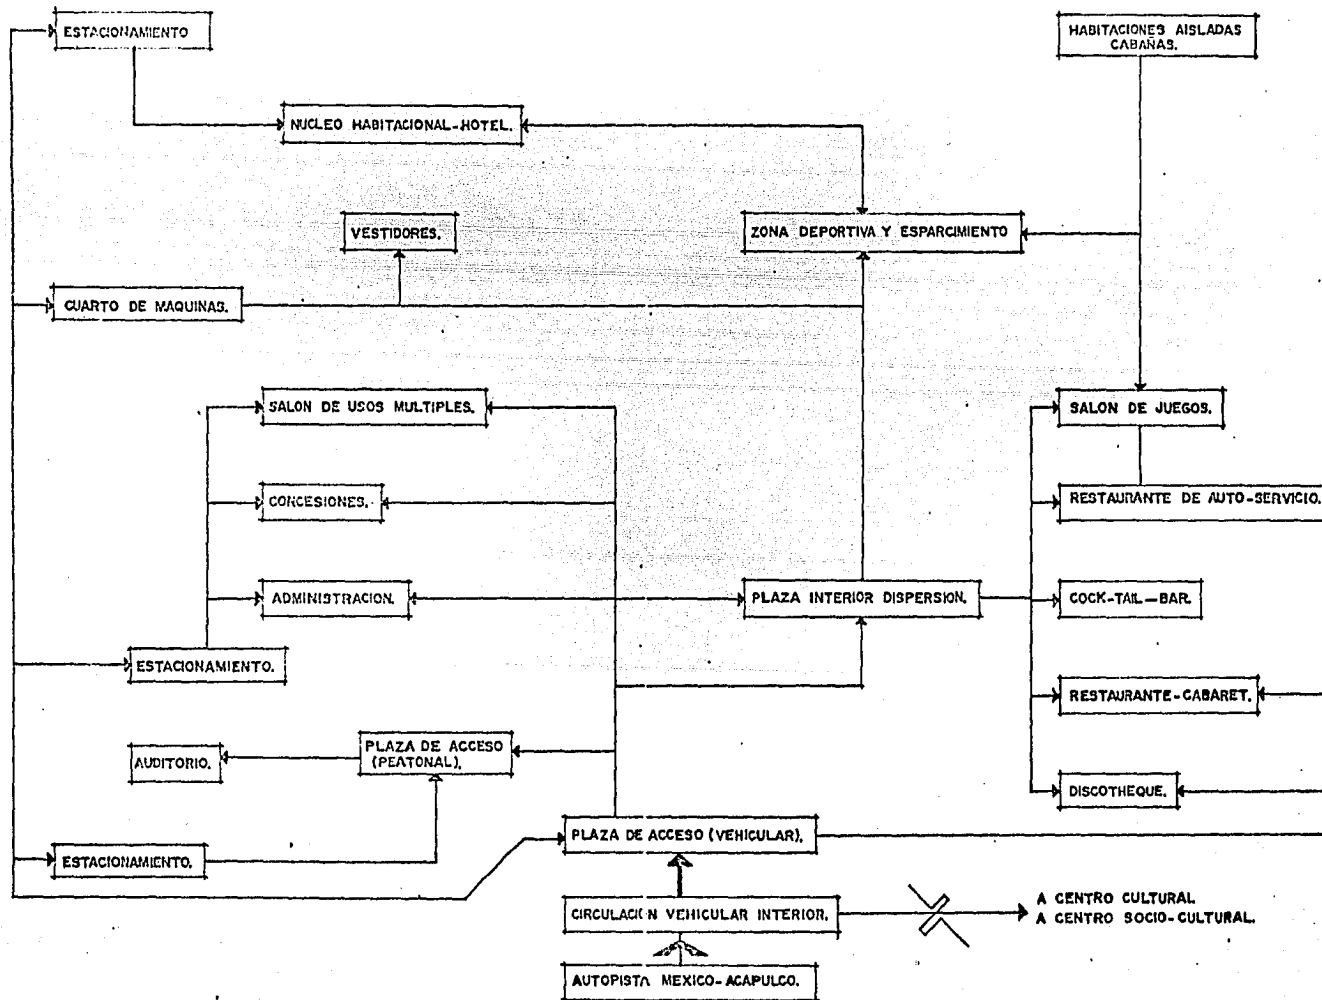 ESTACIONAMIENTO
HABITACIONES AISLADAS
CABAÑAS.
NUCLEO HABITACIONAL-HOTEL.
VESTIDORES.
ZONA DEPORTIVA Y ESPARCIMIENTO
CUARTO DE MAQUINAS.
SALON DE USOS MULTIPLES.
SALON DE JUEGOS.
CONCESIONES.
RESTAURANTE DE AUTO-SERVICIO.
ADMINISTRACION.
PLAZA INTERIOR DISPERSION.
COCK-TAIL-BAR.
ESTACIONAMIENTO.
RESTAURANTE-CABARET.
AUDITORIO.
PLAZA DE ACCESO
(PEATONAL).
DISCOTHEQUE.
PLAZA DE ACCESO (VEHICULAR).
ESTACIONAMIENTO.
CIRCULACION VEHICULAR INTERIOR.
A CENTRO CULTURAL
A CENTRO SOCIO-CULTURAL.
AUTOPISTA MEXICO-ACAPULCO.